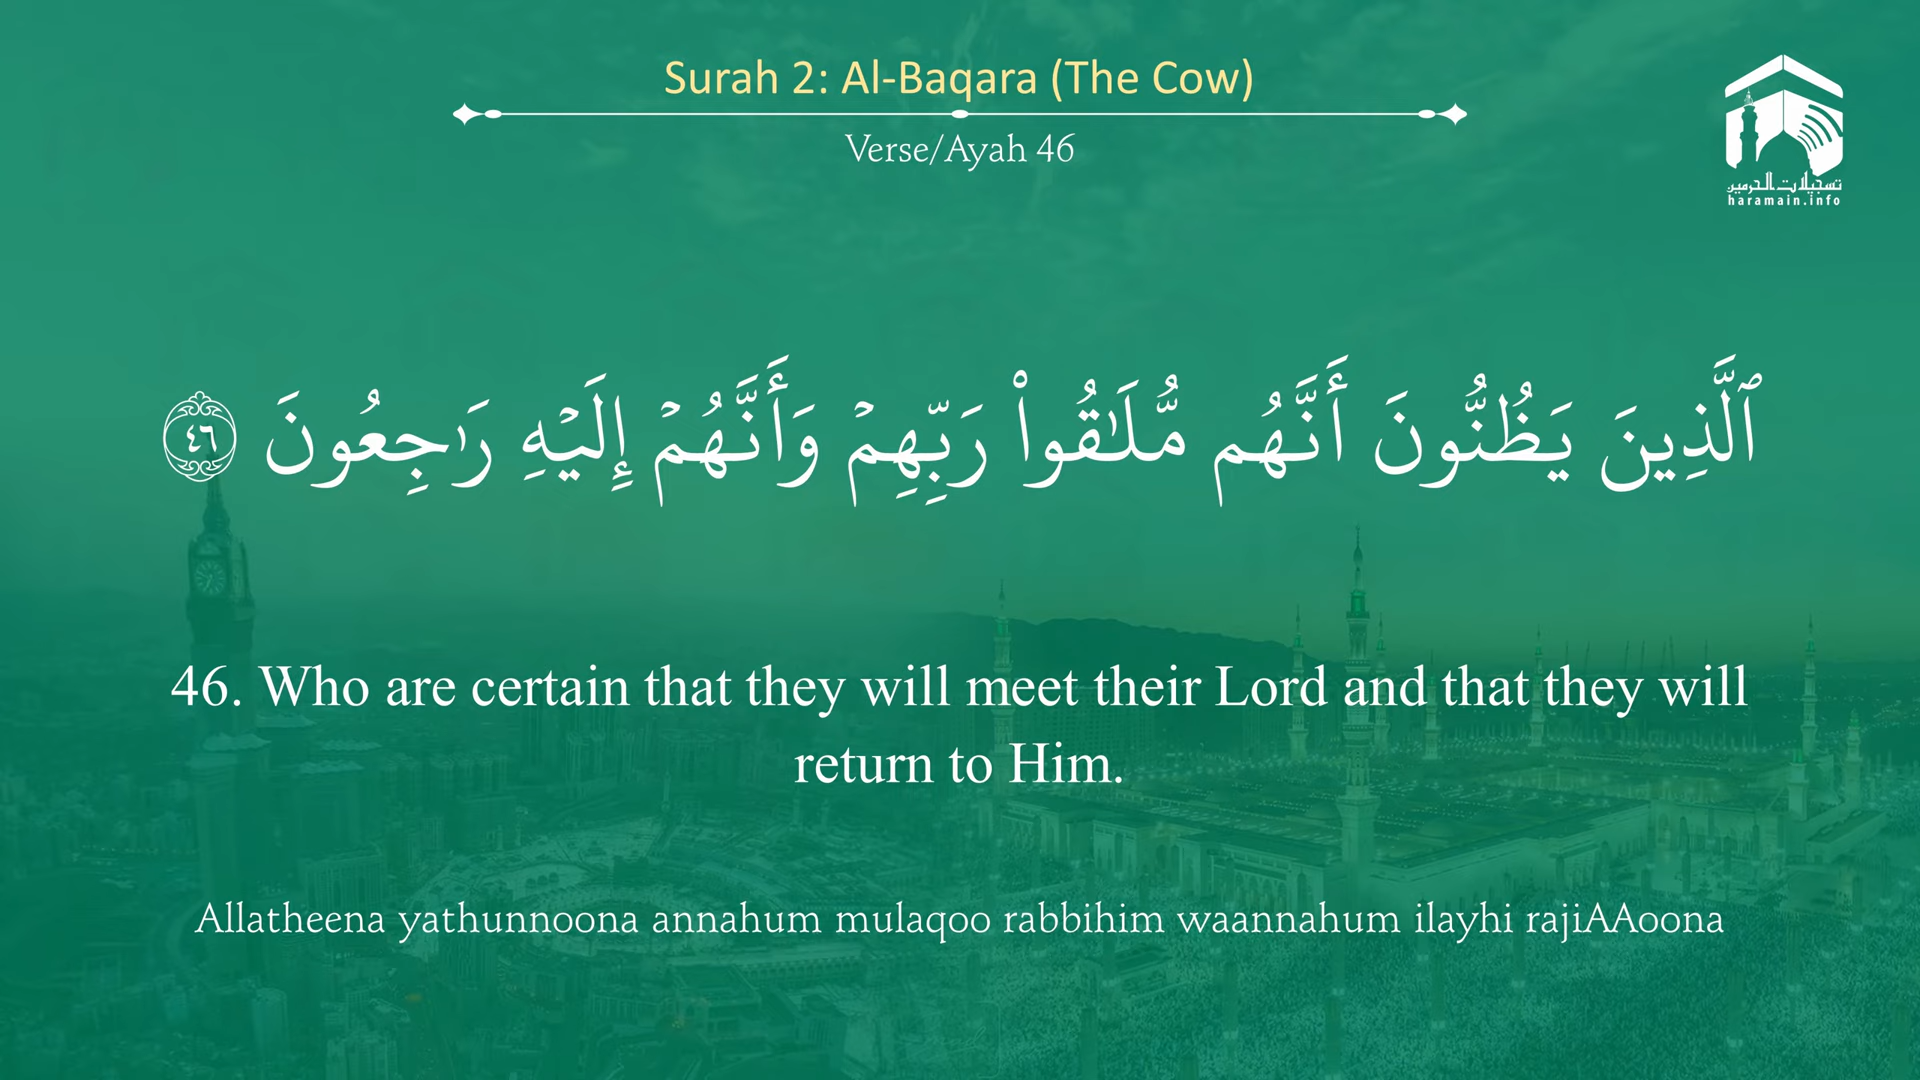 Surah 2: Al-Baqara (The Cow)
Verse/Ayah 46
تسجيلات الحرمين
haramain.info
ٱلَّذِينَ يَظُنُّونَ أَنَّهُم مُّلَـٰقُوا۟ رَبِّهِمْ وَأَنَّهُمْ إِلَيْهِ رَٰجِعُونَ ٤٦
46. Who are certain that they will meet their Lord and that they will
return to Him.
Allatheena yathunnoona annahum mulaqoo rabbihim waannahum ilayhi rajiAAoona